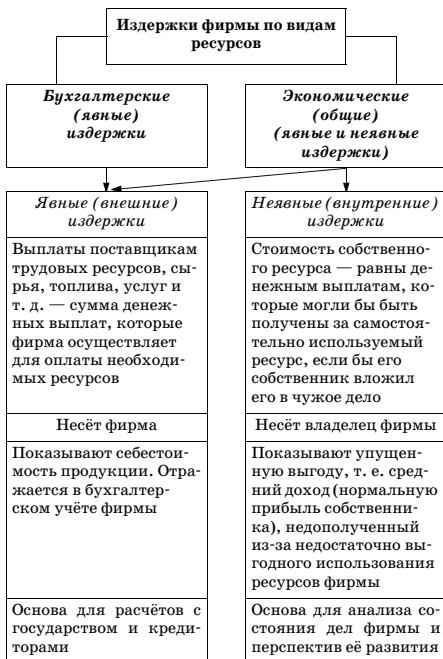 Издержки фирмы по видам
ресурсов
Бухгалтерские
(явные)
издержки
Экономические
(общие)
(явные и неявные
издержки)
Явные (внешние)
издержки
Выплаты поставщикам
трудовых ресурсов, сы-
рья, топлива, услуг и
т. д. — сумма денеж-
ных выплат, которые
фирма осуществляет
для оплаты необходи-
мых ресурсов
Несёт фирма
Показывают себестои-
мость продукции. Отра-
жается в бухгалтер-
ском учёте фирмы
Основа для расчётов с
государством и креди-
торами
Неявные (внутренние)
издержки
Стоимость собственно-
го ресурса — равны де-
нежным выплатам, ко-
торые могли бы быть
получены за самостоя-
тельно используемый
ресурс, если бы его
собственник вложил
его в чужое дело
Несёт владелец фирмы
Показывают упущен-
ную выгоду, т. е. сред-
ний доход (нормальную
прибыль собственни-
ка), недополученный
из-за недостаточно вы-
годного использования
ресурсов фирмы
Основа для анализа со-
стояния дел фирмы и
перспектив её развития